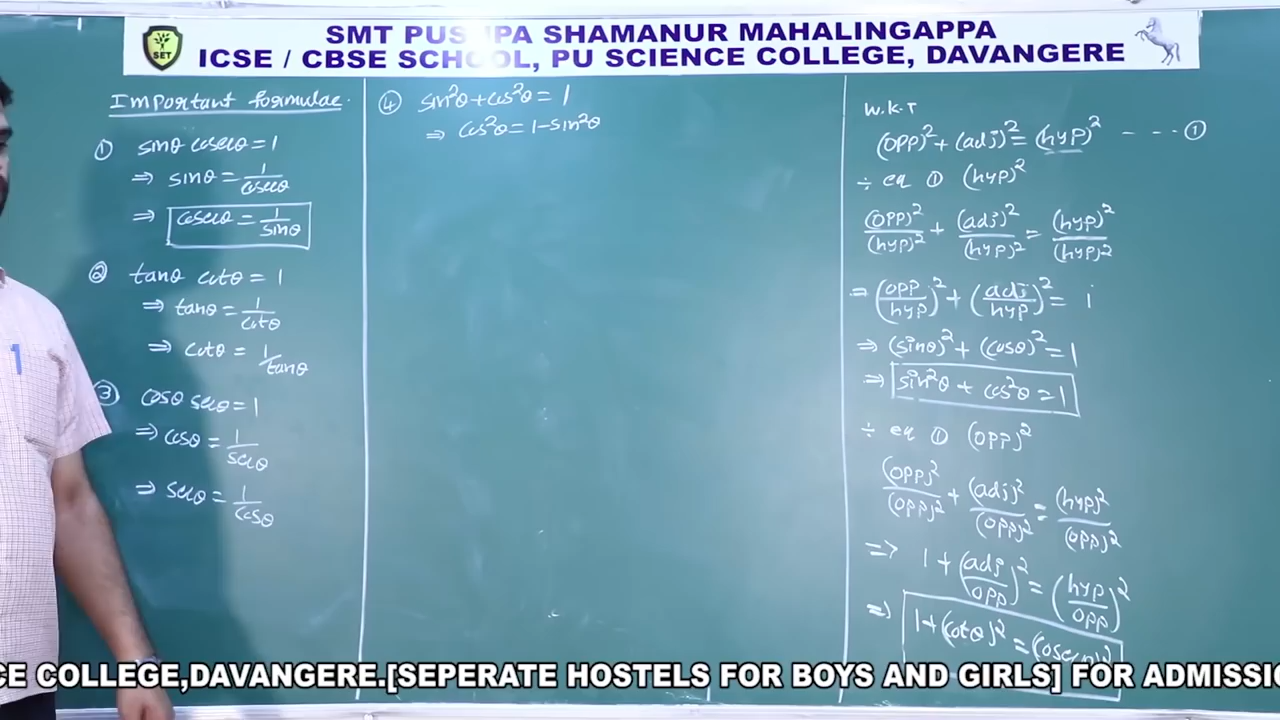 SMT PUSHPA SHAMANUR MAHALINGAPPA
ICSE / CBSE SCHOOL, PU SCIENCE COLLEGE, DAVANGERE
SET
Important formulae.
① sinθ cosecθ = 1
⇒ sinθ = 1/cosecθ
⇒ cosecθ = 1/sinθ
② tanθ cotθ = 1
⇒ tanθ = 1/cotθ
⇒ cotθ = 1/tanθ
③ cosθ secθ = 1
⇒ cosθ = 1/secθ
⇒ secθ = 1/cosθ
④ sin²θ + cos²θ = 1
⇒ cos²θ = 1 - sin²θ
W.K.T
(opp)² + (adj)² = (hyp)² - - - - ①
÷ eq ① (hyp)²
(opp)²/(hyp)² + (adj)²/(hyp)² = (hyp)²/(hyp)²
⇒ (opp/hyp)² + (adj/hyp)² = 1
⇒ (sinθ)² + (cosθ)² = 1
⇒ sin²θ + cos²θ = 1
÷ eq ① (opp)²
(opp)²/(opp)² + (adj)²/(opp)² = (hyp)²/(opp)²
⇒ 1 + (adj/opp)² = (hyp/opp)²
⇒ 1 + (cotθ)² =
CE COLLEGE,DAVANGERE.[SEPERATE HOSTELS FOR BOYS AND GIRLS] FOR ADMISSIO